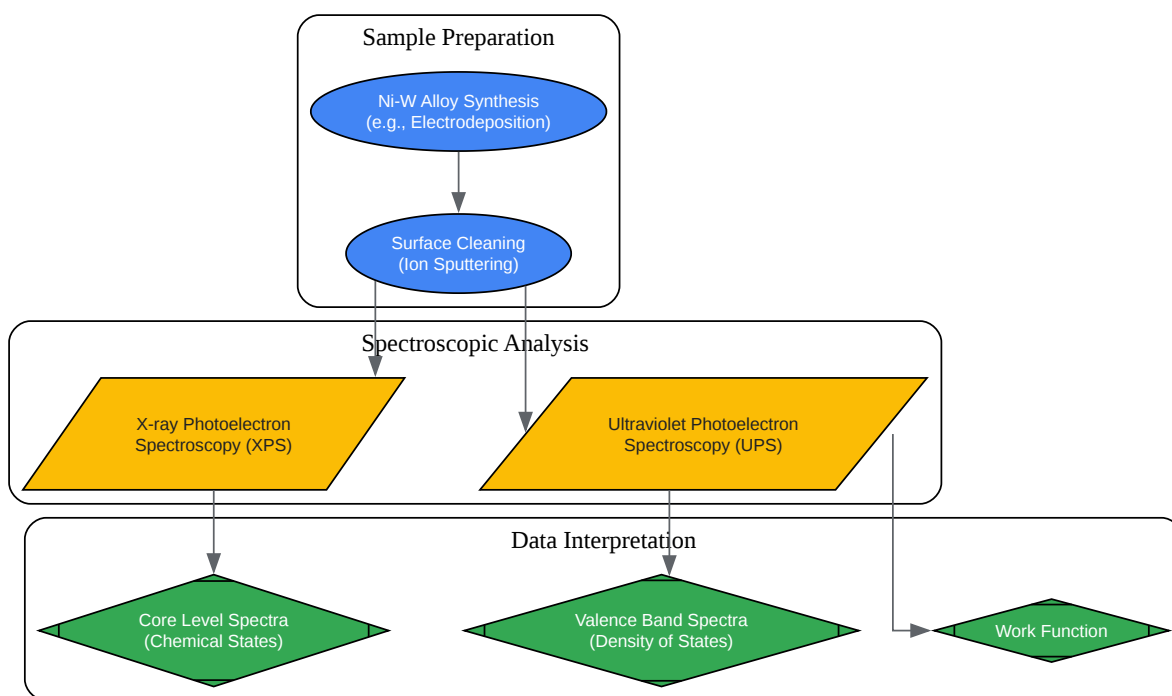 Sample Preparation
Ni-W Alloy Synthesis
(e.g., Electrodeposition)
Surface Cleaning
(Ion Sputtering)
Spectroscopic Analysis
X-ray Photoelectron
Spectroscopy (XPS)
Ultraviolet Photoelectron
Spectroscopy (UPS)
Data Interpretation
Core Level Spectra
(Chemical States)
Valence Band Spectra
(Density of States)
Work Function